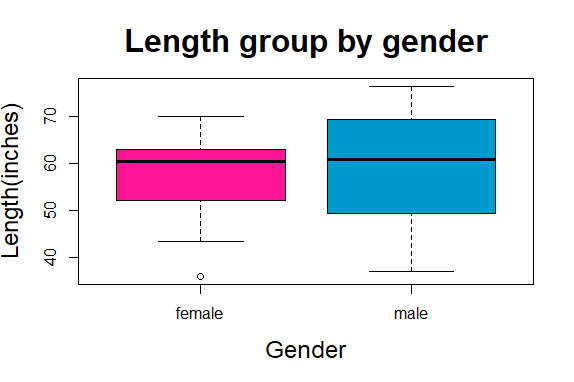 Length group by gender
Length(inches)
70
60
50
40
female
male
Gender